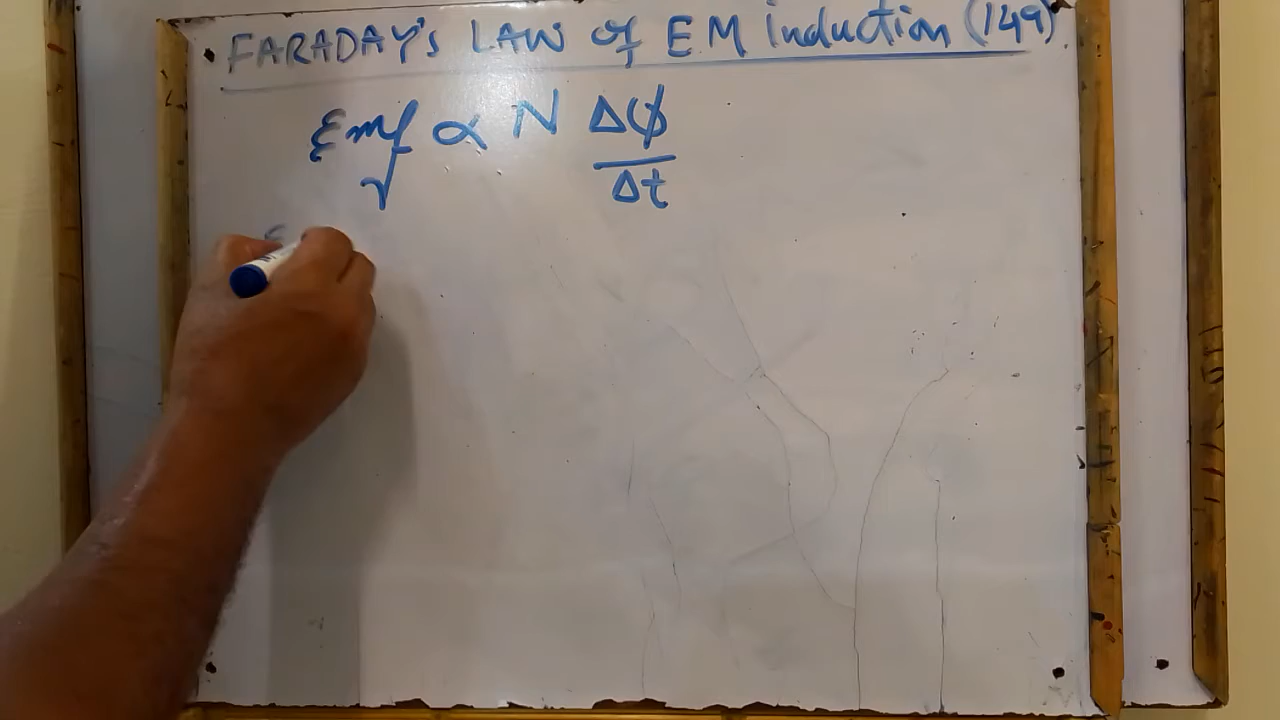 FARADAY's LAW of EM induction (149).
Emf ∝ N Δϕ
Δt